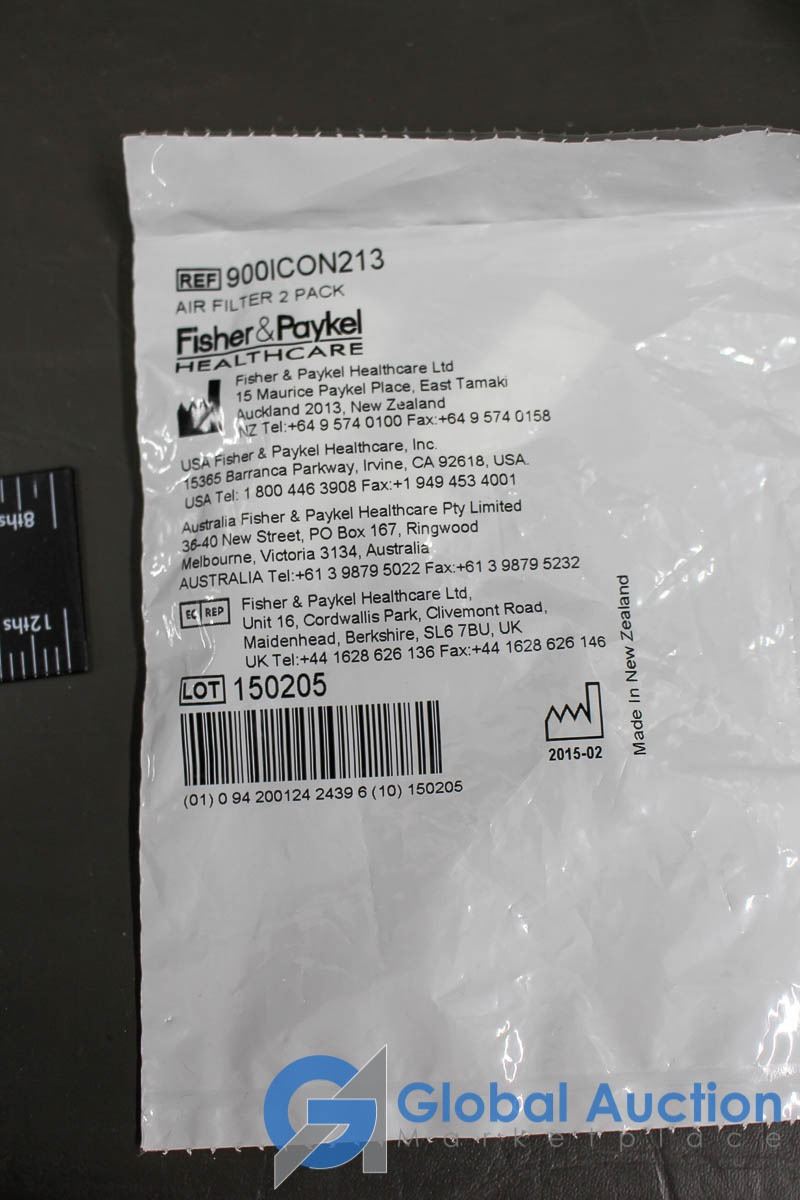 REF 900ICON213
AIR FILTER 2 PACK
Fisher&Paykel
HEALTHCARE
Fisher & Paykel Healthcare Ltd
15 Maurice Paykel Place, East Tamaki
Auckland 2013, New Zealand
NZ Tel:+64 9 574 0100 Fax:+64 9 574 0158
USA Fisher & Paykel Healthcare, Inc.
15365 Barranca Parkway, Irvine, CA 92618, USA.
USA Tel: 1 800 446 3908 Fax:+1 949 453 4001
Australia Fisher & Paykel Healthcare Pty Limited
36-40 New Street, PO Box 167, Ringwood
Melbourne, Victoria 3134, Australia
AUSTRALIA Tel:+61 3 9879 5022 Fax:+61 3 9879 5232
EC REP
Fisher & Paykel Healthcare Ltd,
Unit 16, Cordwallis Park, Clivemont Road,
Maidenhead, Berkshire, SL6 7BU, UK
UK Tel:+44 1628 626 136 Fax:+44 1628 626 146
LOT 150205
(01) 0 94 200124 2439 6 (10) 150205
2015-02
Made In New Zealand
8ths
12ths
Global Auction
Marketplace